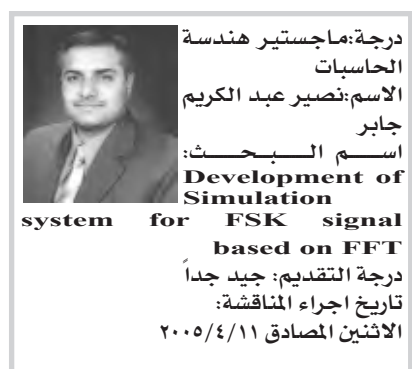 درجة:ماجستير هندسة
الحاسبات
الاسم:نصير عبد الكريم
جابر
اسم البحث:
Development of
Simulation
system for FSK signal
based on FFT
درجة التقديم: جيد جداً
تاريخ اجراء المناقشة:
الاثنين المصادق ٢٠٠٥/٤/١١